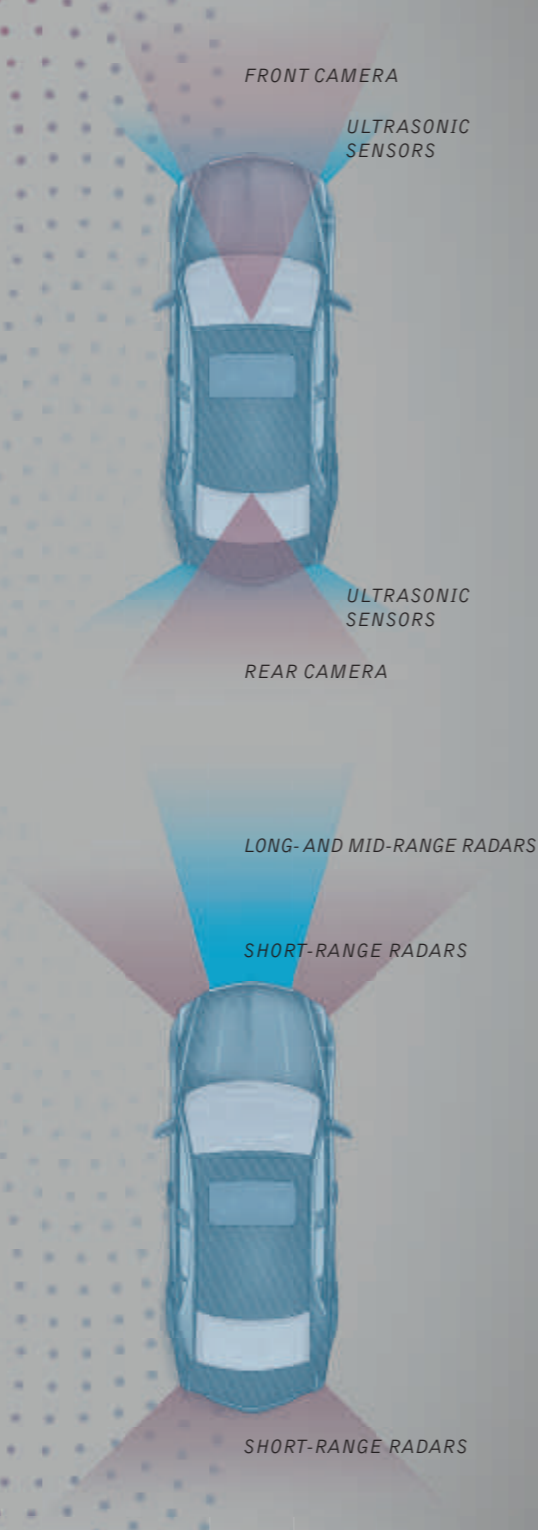 FRONT CAMERA
ULTRASONIC
SENSORS
ULTRASONIC
SENSORS
REAR CAMERA
LONG- AND MID-RANGE RADARS
SHORT-RANGE RADARS
SHORT-RANGE RADARS